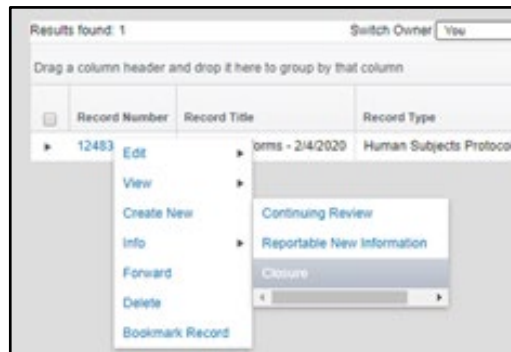 Results found: 1 Switch Owner You
Drag a column header and drop it here to group by that column
Record Number Record Title Record Type
12483 orms - 2/4/2020 Human Subjects Protoco
Edit
View
Create New Continuing Review
Info Reportable New Information
Forward Closure
Delete
Bookmark Record